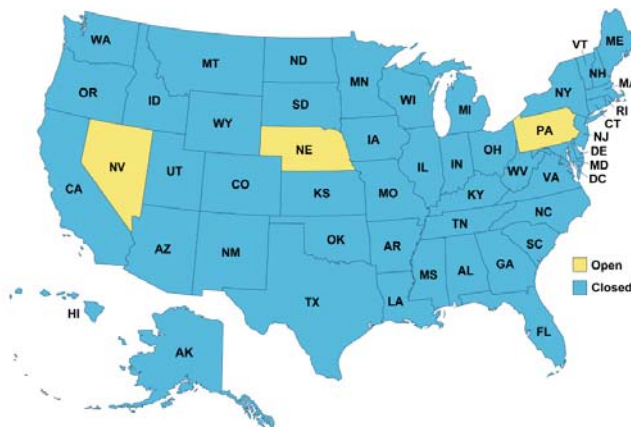 WA
MT
ND
MN
VT
ME
NH
MA
OR
ID
SD
WI
MI
NY
RI
CT
WY
IA
PA
NJ
NV
NE
OH
DE
UT
IL
IN
MD
CA
CO
WV
VA
DC
KS
MO
KY
NC
TN
AZ
NM
OK
AR
SC
MS
AL
GA
Open
Closed
TX
LA
HI
FL
AK